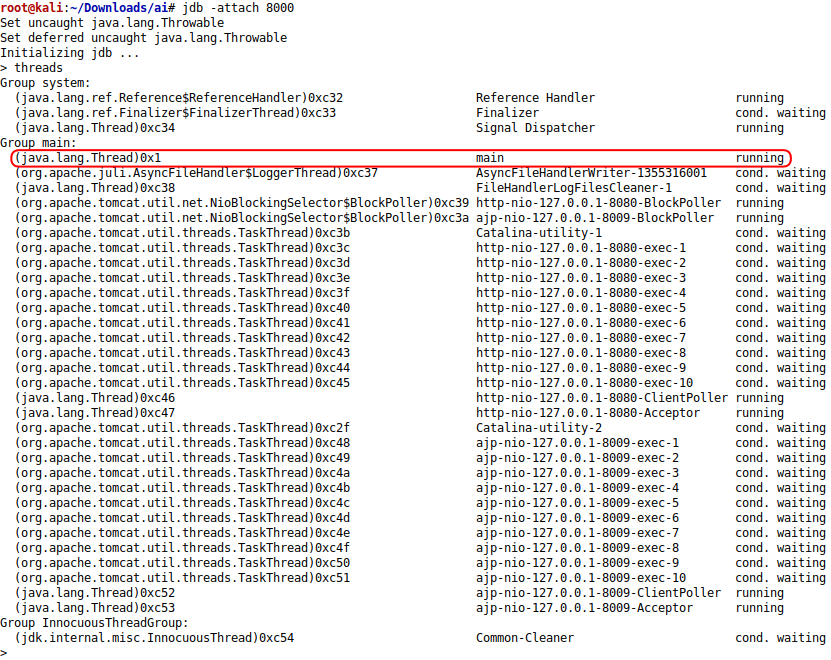 root@kali:~/Downloads/ai# jdb -attach 8000
Set uncaught java.lang.Throwable
Set deferred uncaught java.lang.Throwable
Initializing jdb ...
> threads
Group system:
  (java.lang.ref.Reference$ReferenceHandler)0xc32                   Reference Handler                    running
  (java.lang.ref.Finalizer$FinalizerThread)0xc33                    Finalizer                            cond. waiting
  (java.lang.Thread)0xc34                                           Signal Dispatcher                    running
Group main:
  (java.lang.Thread)0x1                                             main                                 running
  (org.apache.juli.AsyncFileHandler$LoggerThread)0xc37              AsyncFileHandlerWriter-1355316001    cond. waiting
  (java.lang.Thread)0xc38                                           FileHandlerLogFilesCleaner-1         cond. waiting
  (org.apache.tomcat.util.net.NioBlockingSelector$BlockPoller)0xc39 http-nio-127.0.0.1-8080-BlockPoller  running
  (org.apache.tomcat.util.net.NioBlockingSelector$BlockPoller)0xc3a ajp-nio-127.0.0.1-8009-BlockPoller   running
  (org.apache.tomcat.util.threads.TaskThread)0xc3b                  Catalina-utility-1                   cond. waiting
  (org.apache.tomcat.util.threads.TaskThread)0xc3c                  http-nio-127.0.0.1-8080-exec-1       cond. waiting
  (org.apache.tomcat.util.threads.TaskThread)0xc3d                  http-nio-127.0.0.1-8080-exec-2       cond. waiting
  (org.apache.tomcat.util.threads.TaskThread)0xc3e                  http-nio-127.0.0.1-8080-exec-3       cond. waiting
  (org.apache.tomcat.util.threads.TaskThread)0xc3f                  http-nio-127.0.0.1-8080-exec-4       cond. waiting
  (org.apache.tomcat.util.threads.TaskThread)0xc40                  http-nio-127.0.0.1-8080-exec-5       cond. waiting
  (org.apache.tomcat.util.threads.TaskThread)0xc41                  http-nio-127.0.0.1-8080-exec-6       cond. waiting
  (org.apache.tomcat.util.threads.TaskThread)0xc42                  http-nio-127.0.0.1-8080-exec-7       cond. waiting
  (org.apache.tomcat.util.threads.TaskThread)0xc43                  http-nio-127.0.0.1-8080-exec-8       cond. waiting
  (org.apache.tomcat.util.threads.TaskThread)0xc44                  http-nio-127.0.0.1-8080-exec-9       cond. waiting
  (org.apache.tomcat.util.threads.TaskThread)0xc45                  http-nio-127.0.0.1-8080-exec-10      cond. waiting
  (java.lang.Thread)0xc46                                           http-nio-127.0.0.1-8080-ClientPoller running
  (java.lang.Thread)0xc47                                           http-nio-127.0.0.1-8080-Acceptor     running
  (org.apache.tomcat.util.threads.TaskThread)0xc2f                  Catalina-utility-2                   cond. waiting
  (org.apache.tomcat.util.threads.TaskThread)0xc48                  ajp-nio-127.0.0.1-8009-exec-1        cond. waiting
  (org.apache.tomcat.util.threads.TaskThread)0xc49                  ajp-nio-127.0.0.1-8009-exec-2        cond. waiting
  (org.apache.tomcat.util.threads.TaskThread)0xc4a                  ajp-nio-127.0.0.1-8009-exec-3        cond. waiting
  (org.apache.tomcat.util.threads.TaskThread)0xc4b                  ajp-nio-127.0.0.1-8009-exec-4        cond. waiting
  (org.apache.tomcat.util.threads.TaskThread)0xc4c                  ajp-nio-127.0.0.1-8009-exec-5        cond. waiting
  (org.apache.tomcat.util.threads.TaskThread)0xc4d                  ajp-nio-127.0.0.1-8009-exec-6        cond. waiting
  (org.apache.tomcat.util.threads.TaskThread)0xc4e                  ajp-nio-127.0.0.1-8009-exec-7        cond. waiting
  (org.apache.tomcat.util.threads.TaskThread)0xc4f                  ajp-nio-127.0.0.1-8009-exec-8        cond. waiting
  (org.apache.tomcat.util.threads.TaskThread)0xc50                  ajp-nio-127.0.0.1-8009-exec-9        cond. waiting
  (org.apache.tomcat.util.threads.TaskThread)0xc51                  ajp-nio-127.0.0.1-8009-exec-10       cond. waiting
  (java.lang.Thread)0xc52                                           ajp-nio-127.0.0.1-8009-ClientPoller  running
  (java.lang.Thread)0xc53                                           ajp-nio-127.0.0.1-8009-Acceptor      running
Group InnocuousThreadGroup:
  (jdk.internal.misc.InnocuousThread)0xc54                          Common-Cleaner                       cond. waiting
>